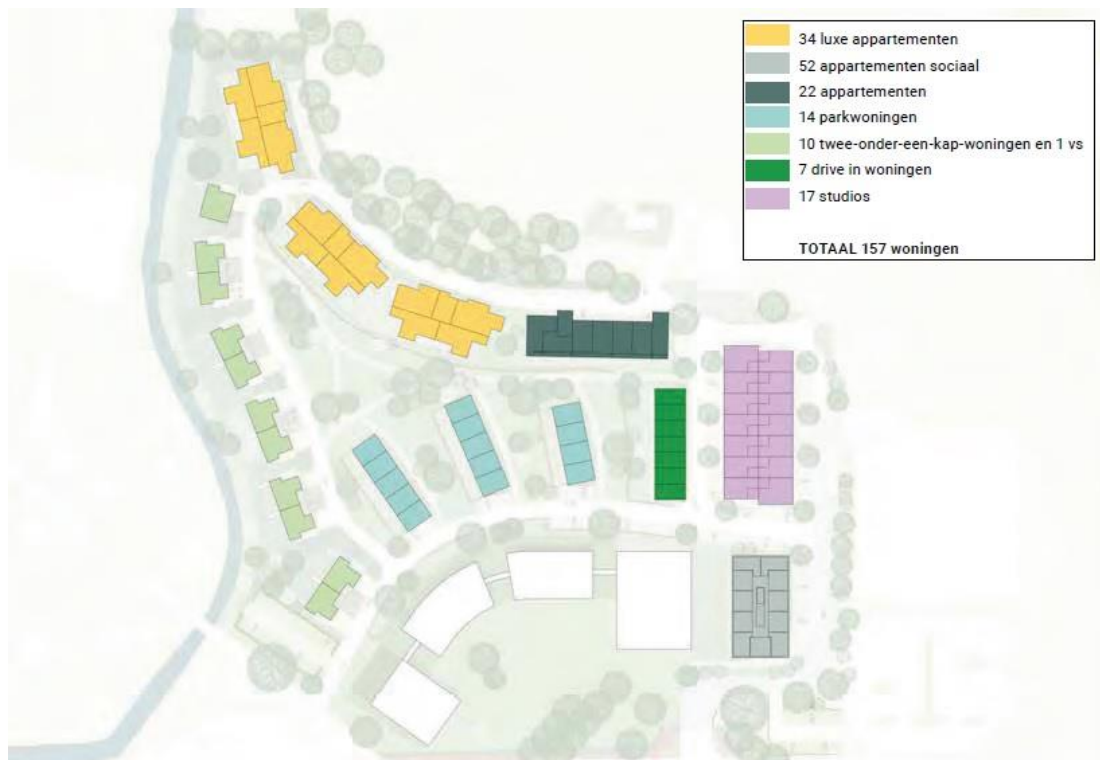 34 luxe appartementen
52 appartementen sociaal
22 appartementen
14 parkwoningen
10 twee-onder-een-kap-woningen en 1 vs
7 drive in woningen
17 studios
TOTAAL 157 woningen